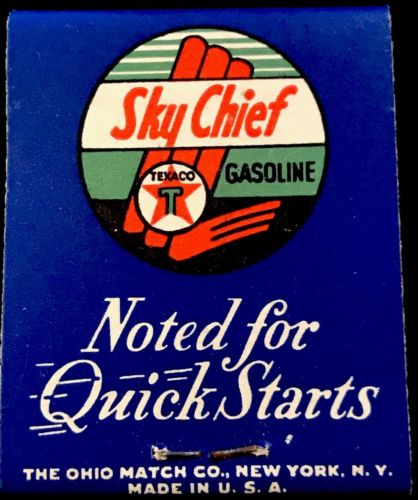 Sky Chief
GASOLINE
TEXACO
T
Noted for
Quick Starts
THE OHIO MATCH CO., NEW YORK, N. Y.
MADE IN U. S. A.